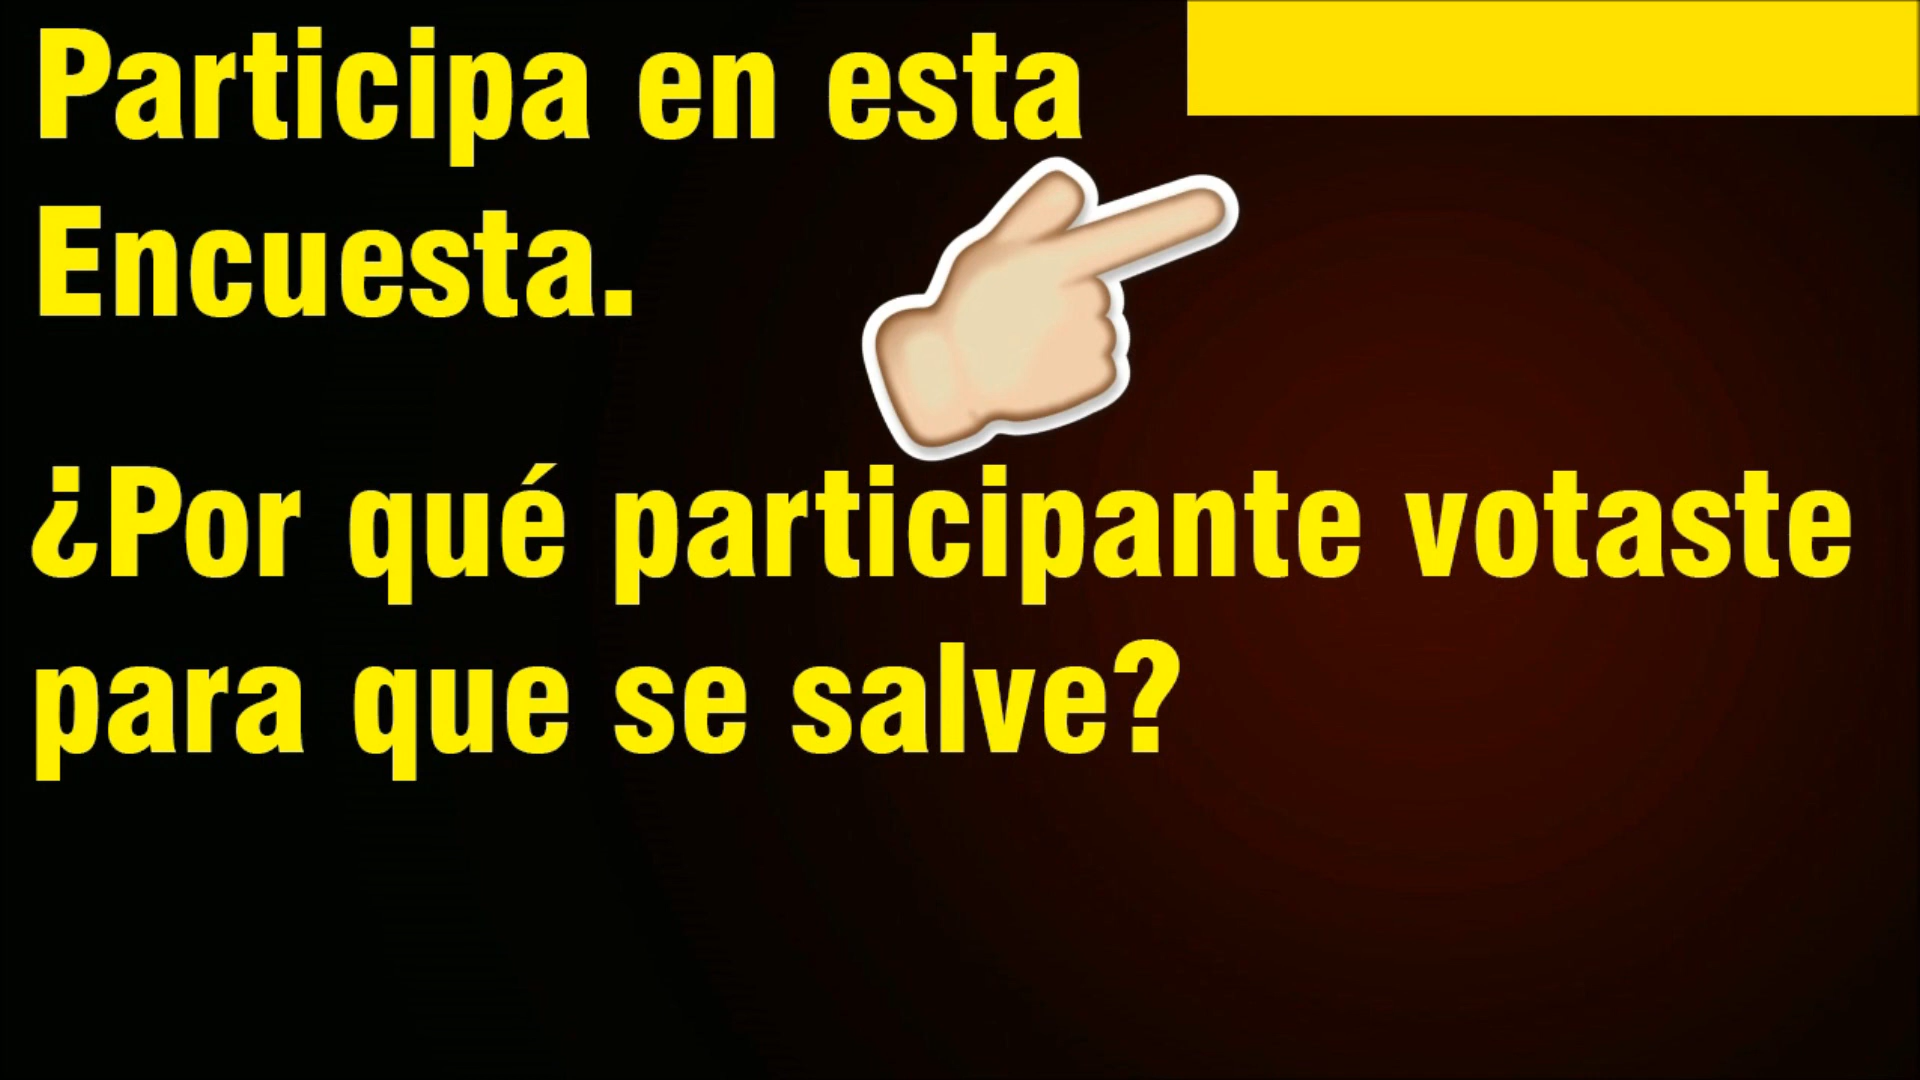 Participa en esta
Encuesta.
¿Por qué participante votaste
para que se salve?